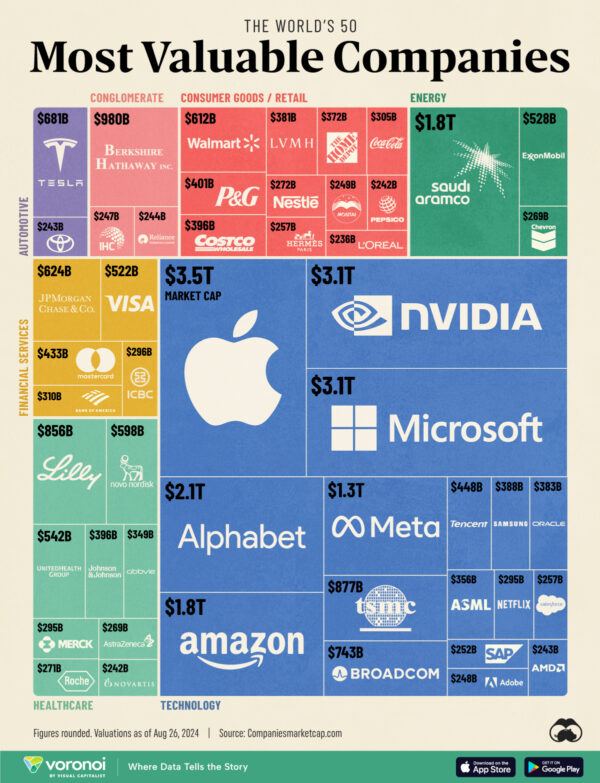 THE WORLD'S 50
Most Valuable Companies
CONGLOMERATE
CONSUMER GOODS / RETAIL
ENERGY
AUTOMOTIVE
$681B
TESLA
$243B
$980B
BERKSHIRE
HATHAWAY INC.
$247B
IHC
$244B
Reliance
$612B
Walmart
$381B
LVMH
$372B
THE HOME DEPOT
$305B
Coca-Cola
$401B
P&G
$272B
Nestlé
$249B
MOUTAI
$242B
PEPSICO
$396B
COSTCO
WHOLESALE
$257B
HERMÈS
PARIS
$236B
L'ORÉAL
$1.8T
saudi
aramco
$528B
ExxonMobil
$269B
Chevron
FINANCIAL SERVICES
$624B
JPMORGAN
CHASE & CO.
$522B
VISA
$433B
mastercard
$296B
ICBC
$310B
BANK OF AMERICA
$3.5T
MARKET CAP
$3.1T
NVIDIA
$3.1T
Microsoft
$856B
Lilly
$598B
novo nordisk
$542B
UNITEDHEALTH
GROUP
$396B
Johnson
&Johnson
$349B
abbvie
$295B
MERCK
$269B
AstraZeneca
$271B
Roche
$242B
NOVARTIS
$2.1T
Alphabet
$1.8T
amazon
$1.3T
Meta
$877B
tsmc
$743B
BROADCOM
$448B
Tencent
$388B
SAMSUNG
$383B
ORACLE
$356B
ASML
$295B
NETFLIX
$257B
salesforce
$252B
SAP
$248B
Adobe
$243B
AMD
HEALTHCARE
TECHNOLOGY
Figures rounded. Valuations as of Aug 26, 2024 | Source: Companiesmarketcap.com
voronoi
BY VISUAL CAPITALIST
Where Data Tells the Story
Download on the
App Store
GET IT ON
Google Play